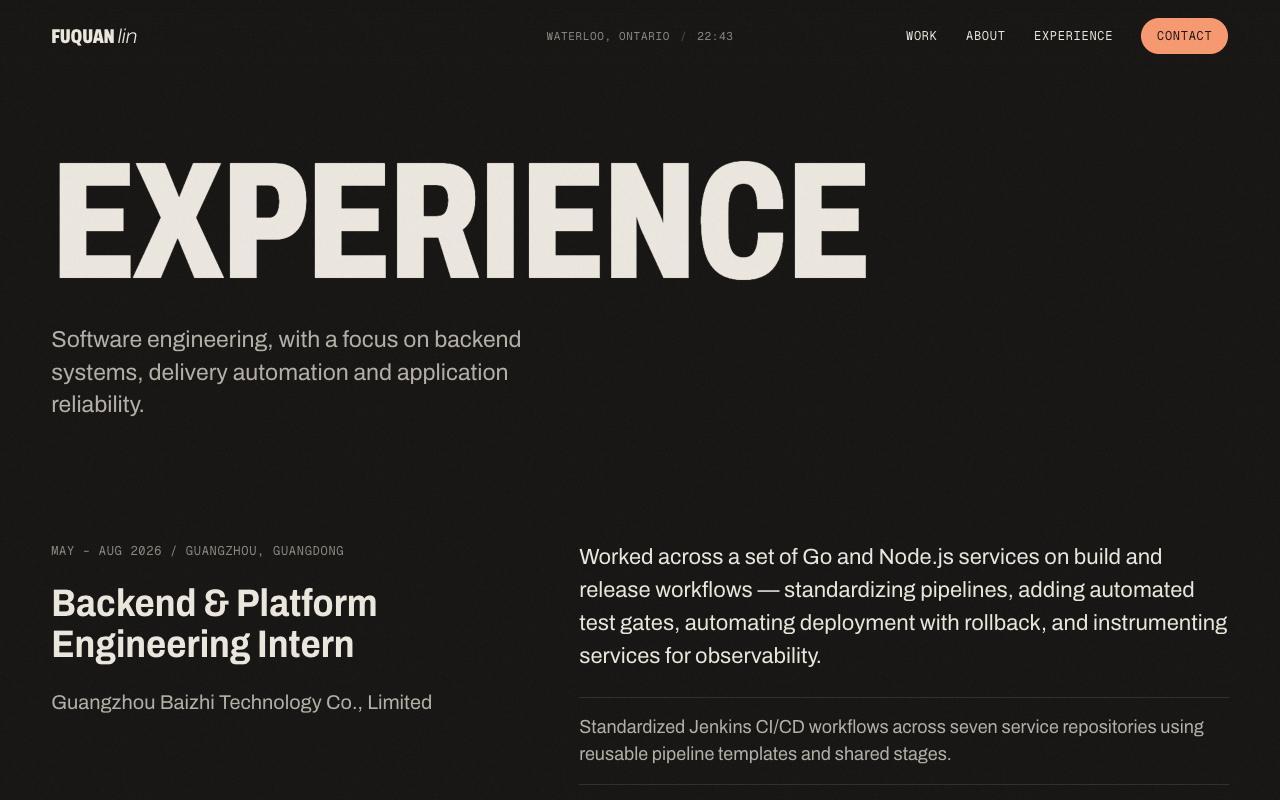 FUQUAN lin
WATERLOO, ONTARIO / 22:43
WORK
ABOUT
EXPERIENCE
CONTACT
EXPERIENCE
Software engineering, with a focus on backend
systems, delivery automation and application
reliability.
MAY – AUG 2026 / GUANGZHOU, GUANGDONG
Backend & Platform
Engineering Intern
Guangzhou Baizhi Technology Co., Limited
Worked across a set of Go and Node.js services on build and
release workflows — standardizing pipelines, adding automated
test gates, automating deployment with rollback, and instrumenting
services for observability.
Standardized Jenkins CI/CD workflows across seven service repositories using
reusable pipeline templates and shared stages.